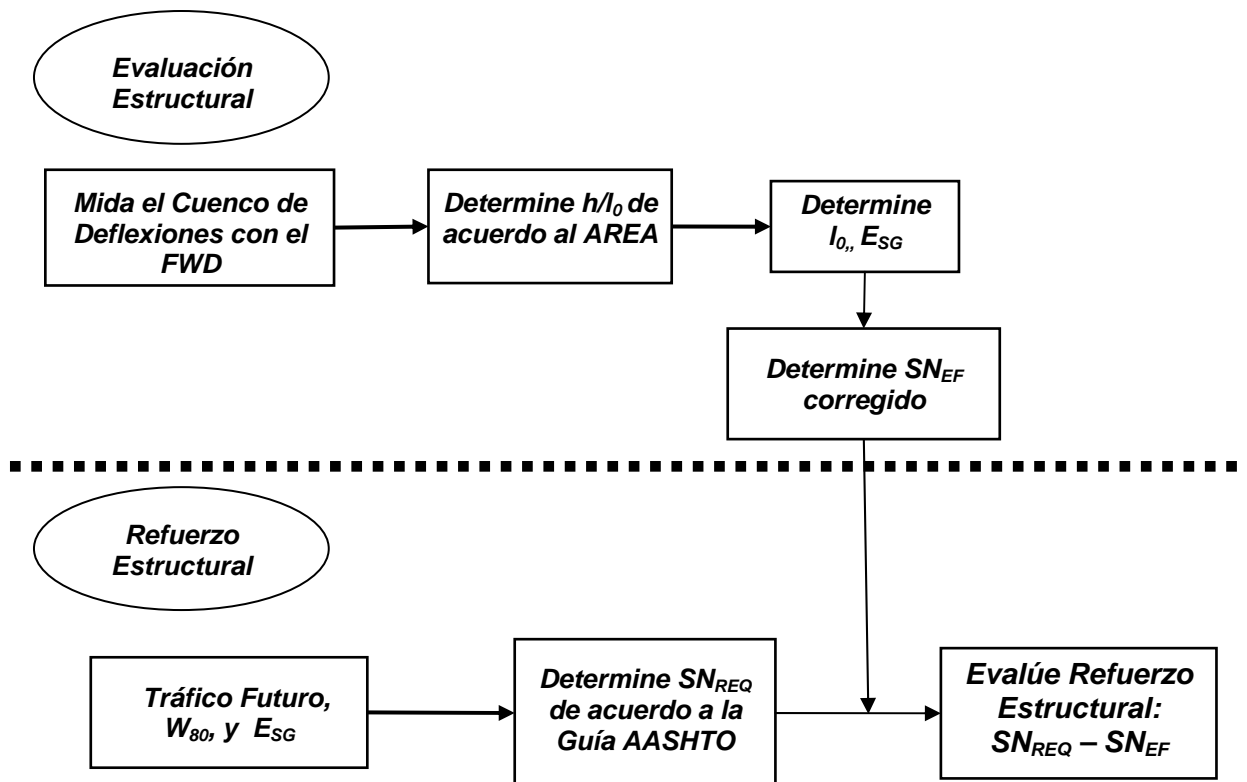 Evaluación
Estructural
Mida el Cuenco de
Deflexiones con el
FWD
Determine h/l0 de
acuerdo al AREA
Determine
l0,, ESG
Determine SNEF
corregido
Refuerzo
Estructural
Tráfico Futuro,
W80, y ESG
Determine SNREQ
de acuerdo a la
Guía AASHTO
Evalúe Refuerzo
Estructural:
SNREQ – SNEF